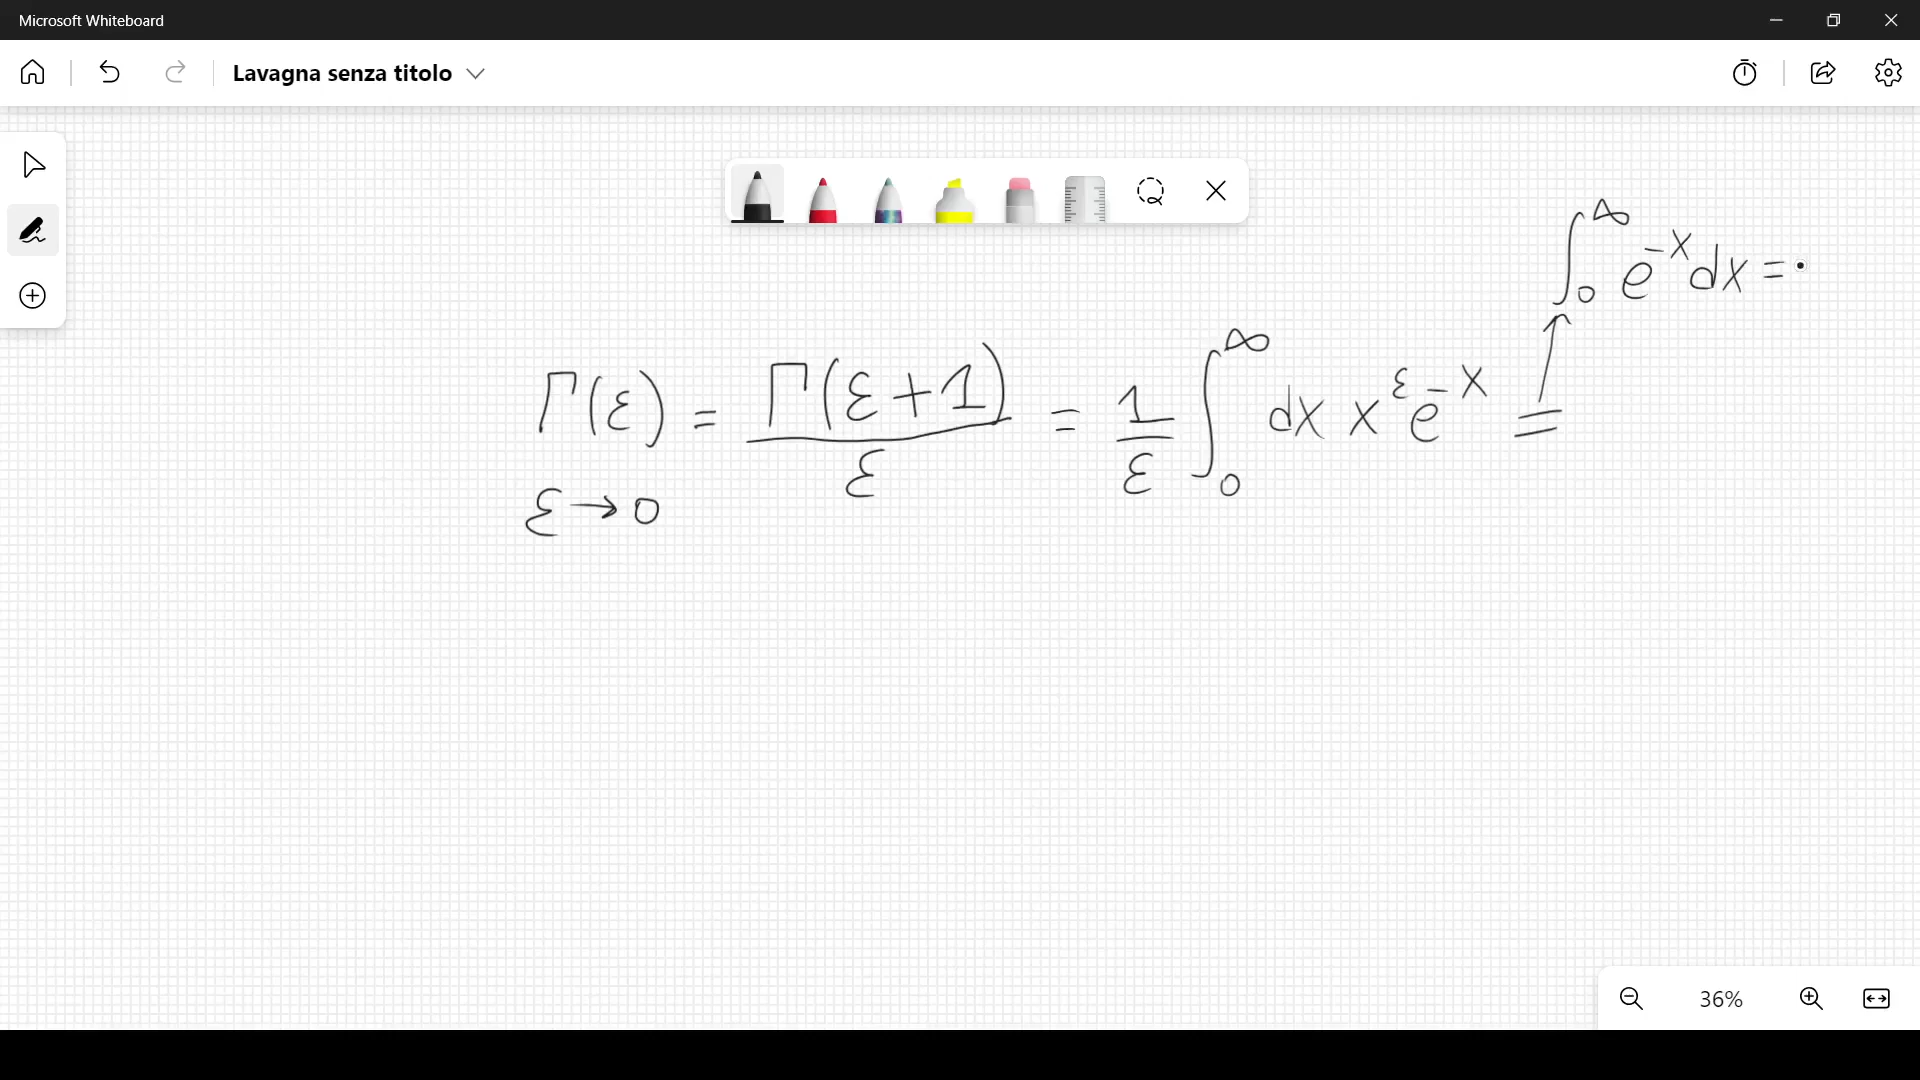 Microsoft Whiteboard
Lavagna senza titolo
∫₀^∞ e^{-x} dx =
Γ(ε) = Γ(ε+1)/ε = 1/ε ∫₀^∞ dx x^ε e^{-x} =
ε → 0
36%